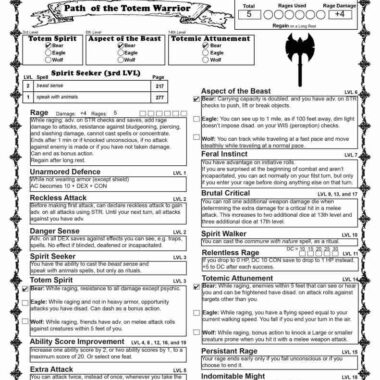 Path of the Totem Warrior
TOTAL
RAGES USED
RAGES
5
+4
Regain on a Long Rest
3rd Level
6th Level
14th Level
Totem Spirit
Aspect of the Beast
Totemic Attunement
Bear
Bear
Bear
Eagle
Eagle
Eagle
Wolf
Wolf
Wolf
Spirit Seeker (3rd LVL)
2 beast sense 217
1 speak with animals. 277
Rage Damage: +4 Rages: 5 LVL 1
While raging: adv. on STR checks and saves, add rage
damage to attacks, resistance against bludgeoning, piercing,
and slashing damage, cannot cast spells or concentrate.
Ends after 1 min or if knocked unconscious, if no attack
against enemy is made or if you have not taken damage.
Can end as bonus action.
Regain after long rest.
Unarmored Defence LVL 1
While not wearing armor (except shield)
AC becomes 10 + DEX + CON
Reckless Attack LVL 2
Before making first attack, can declare reckless attack to gain
adv. on all attacks using STR. Until your next turn, all attacks
against you have adv.
Danger Sense LVL 2
Adv. on all DEX saves against effects you can see, e.g. traps,
spells. No effect if blinded, deafened or incapacitated
Spirit Seeker LVL 3
You have the ability to cast the beast sense and
speak with animals spells, but only as rituals.
Totem Spirit LVL 3
Bear: While raging, resistance to all damage except psychic.
Eagle: While raging and not in heavy armor, opportunity
attacks you have disadv. Can dash as a bonus action.
Wolf: While raging, friends have adv. on melee attack rolls
against creatures within 5 feet of you
Ability Score Improvement LVL 4, 8, 12, 16, and 19
Increase one ability score by 2, or two ability scores by 1, to a
maximum score of 20. Or select one feat.
Extra Attack LVL 5
You can attack twice, instead of once, whenever you take the
Aspect of the Beast LVL 6
Bear: Carrying capacity is doubled, and you have adv. on STR
checks to push, lift or break objects.
Eagle: You can see up to 1 mile, as if 100 feet away, dim light
doesn't impose disadv. on your WIS (Perception) checks.
Wolf: You can track while traveling at a fast pace and move
stealthily while traveling at a normal pace.
Feral Instinct LVL 7
You have advantage on initiative rolls.
If you are surprised at the beginning of combat and aren't
incapacitated, you can act normally on your first turn, but only if
you enter your rage before doing anything else on that turn.
Brutal Critical LVL 9, 13, and 17
You can roll one additional weapon damage die when
determining the extra damage for a critical hit in a melee
attack. This increases to two additional dice at 13th level and
three additional dice at 17th level.
Spirit Walker LVL 10
You can cast the commune with nature spell, as a ritual.
Relentless Rage DC = 10 15 20 25 30 LVL 11
If you drop to 0 HP, DC 10 CON save to drop to 1 HP instead.
+5 to DC after each success.
Totemic Attunement LVL 14
Bear: While raging, enemies within 5 feet that can see or hear
you and can be frightened have disad. on attack rolls against
targets other than you.
Eagle: While raging, you have a flying speed equal to your
current walking speed. You fall if you end your turn in the air.
Wolf: While raging, bonus action to knock a Large or smaller
creature prone when you hit it with a melee weapon attack.
Persistant Rage LVL 15
Your rage ends early only if you fall unconscious or if you
choose to end it
Indomitable Might LVL 18